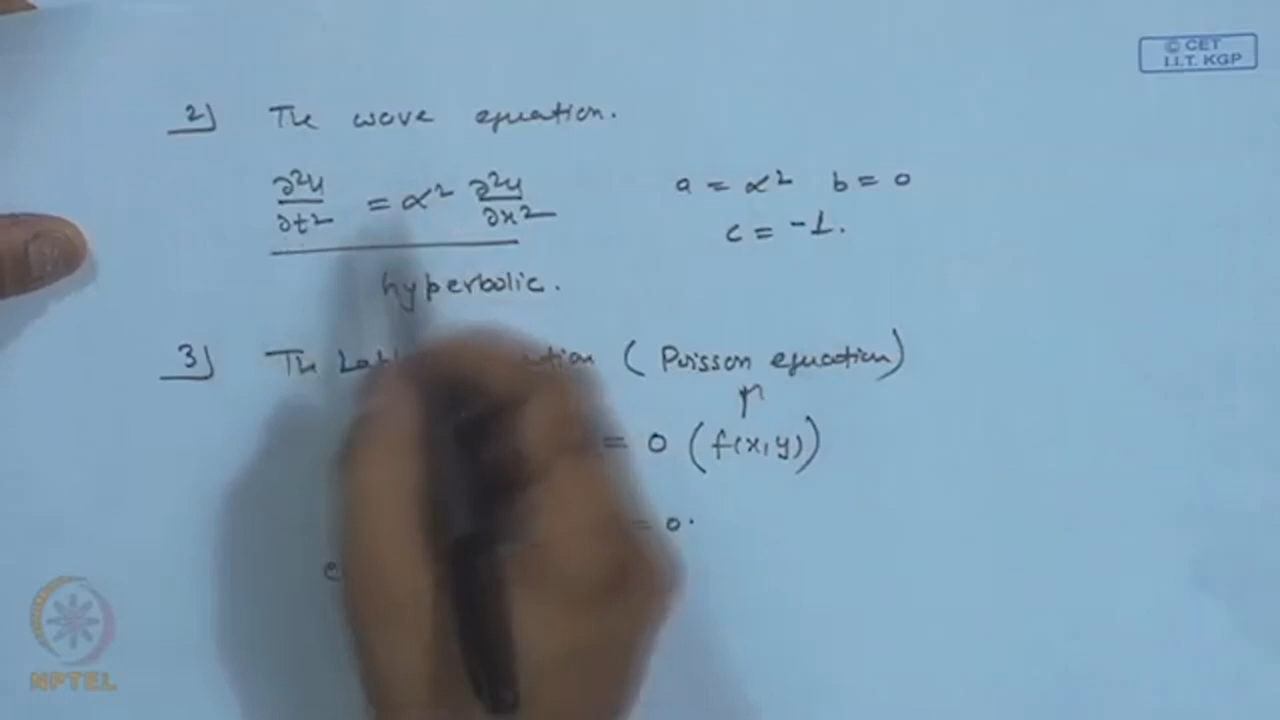 © CET
I.I.T. KGP
2) The wave equation.
∂²u/∂t² = α² ∂²u/∂x² a = α² b = 0
c = -1.
hyperbolic.
3) The (Poisson equation)
= 0 (f(x,y))
= 0.
NPTEL